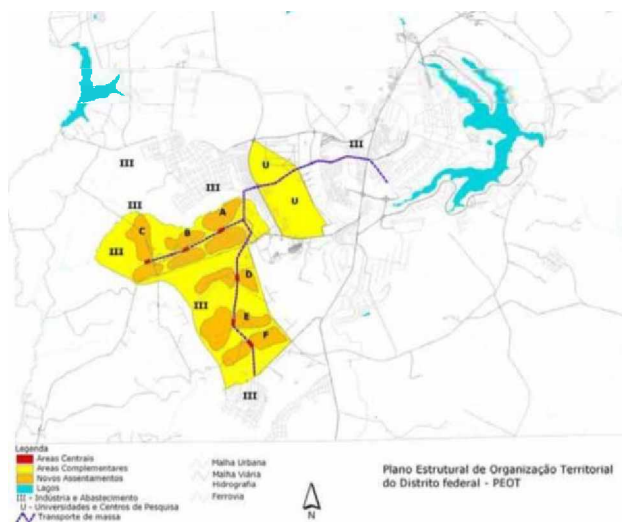 III
III
U
III
U
III
A
C
B
III
D
III
E
F
III
Legenda
Areas Centrais
Areas Complementares
Novos Assentamentos
Lagos
III - Indústria e Abastecimento
U - Universidades e Centros de Pesquisa
Transporte de massa
Malha Urbana
Malha Viária
Hidrografia
Ferrovia
N
Plano Estrutural de Organização Territorial
do Distrito federal - PEOT